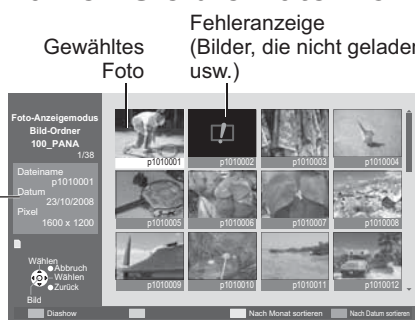 Gewähltes
Foto
Fehleranzeige
(Bilder, die nicht
usw.)
Foto-Anzeigemodus
Bild-Ordner
100_PANA
1/38
Dateiname
p1010001
Datum
23/10/2008
Pixel
1600 x 1200
Wählen
Abbruch
Wählen
Zurück
Bild
p1010001
p1010002
p1010003
p1010004
p1010005
p1010006
p1010007
p1010008
p1010009
p1010010
p1010011
p1010012
Diashow
Nach Monat sortieren
Nach Datum sortieren